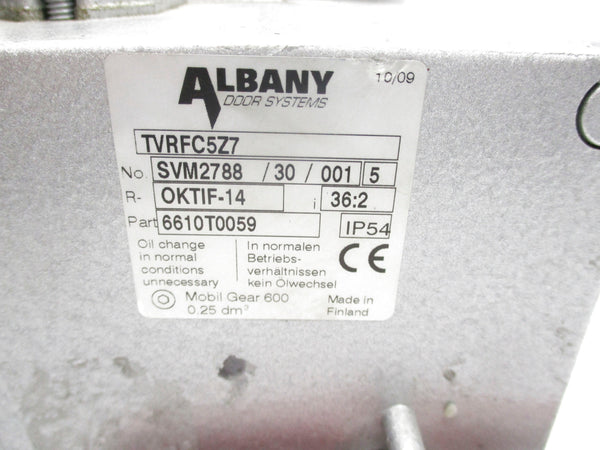 ALBANY
DOOR SYSTEMS
10/09
TVRFC5Z7
No. SVM2788 / 30 / 001 5
R- OKTIF-14 i 36:2
Part 6610T0059 IP54
Oil change
in normal
conditions
unnecessary
In normalen
Betriebs-
verhältnissen
kein Ölwechsel
CE
Mobil Gear 600
0.25 dm³
Made in
Finland